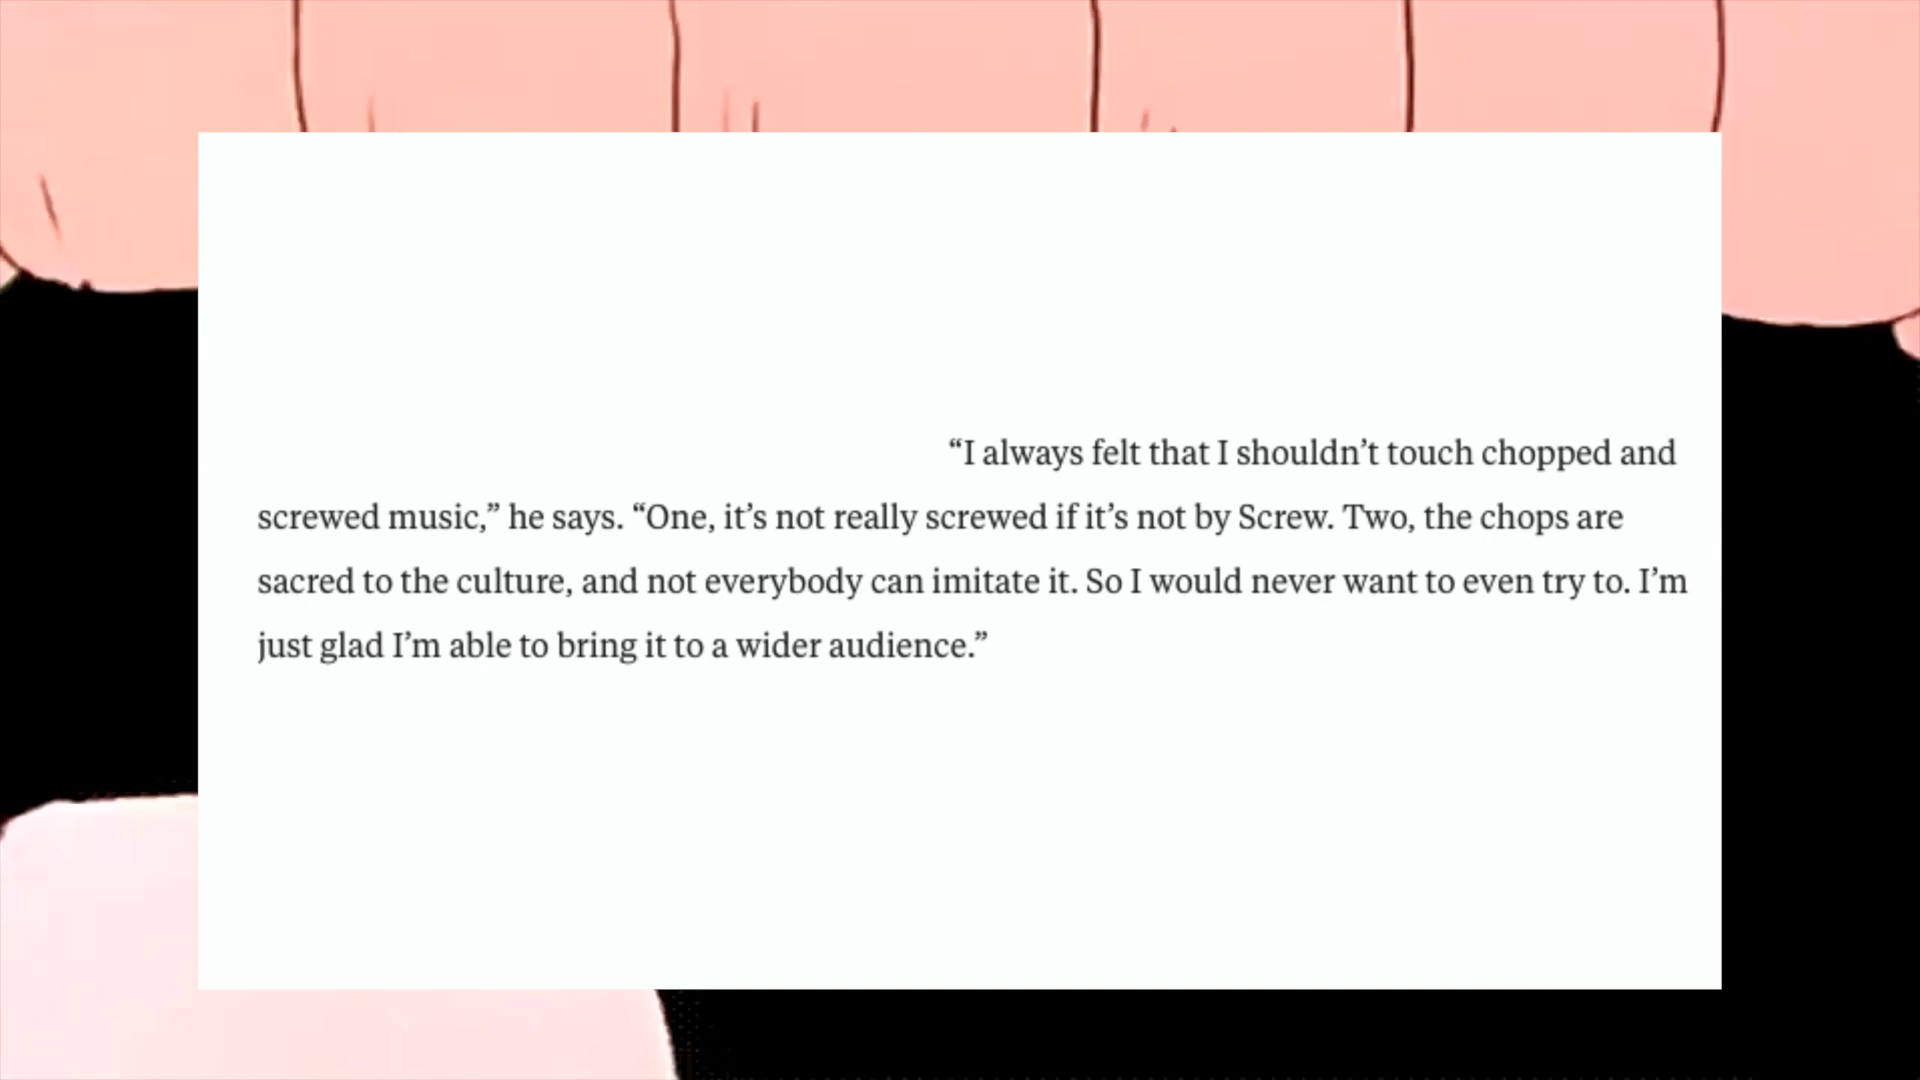 “I always felt that I shouldn’t touch chopped and
screwed music,” he says. “One, it’s not really screwed if it’s not by Screw. Two, the chops are
sacred to the culture, and not everybody can imitate it. So I would never want to even try to. I’m
just glad I’m able to bring it to a wider audience.”